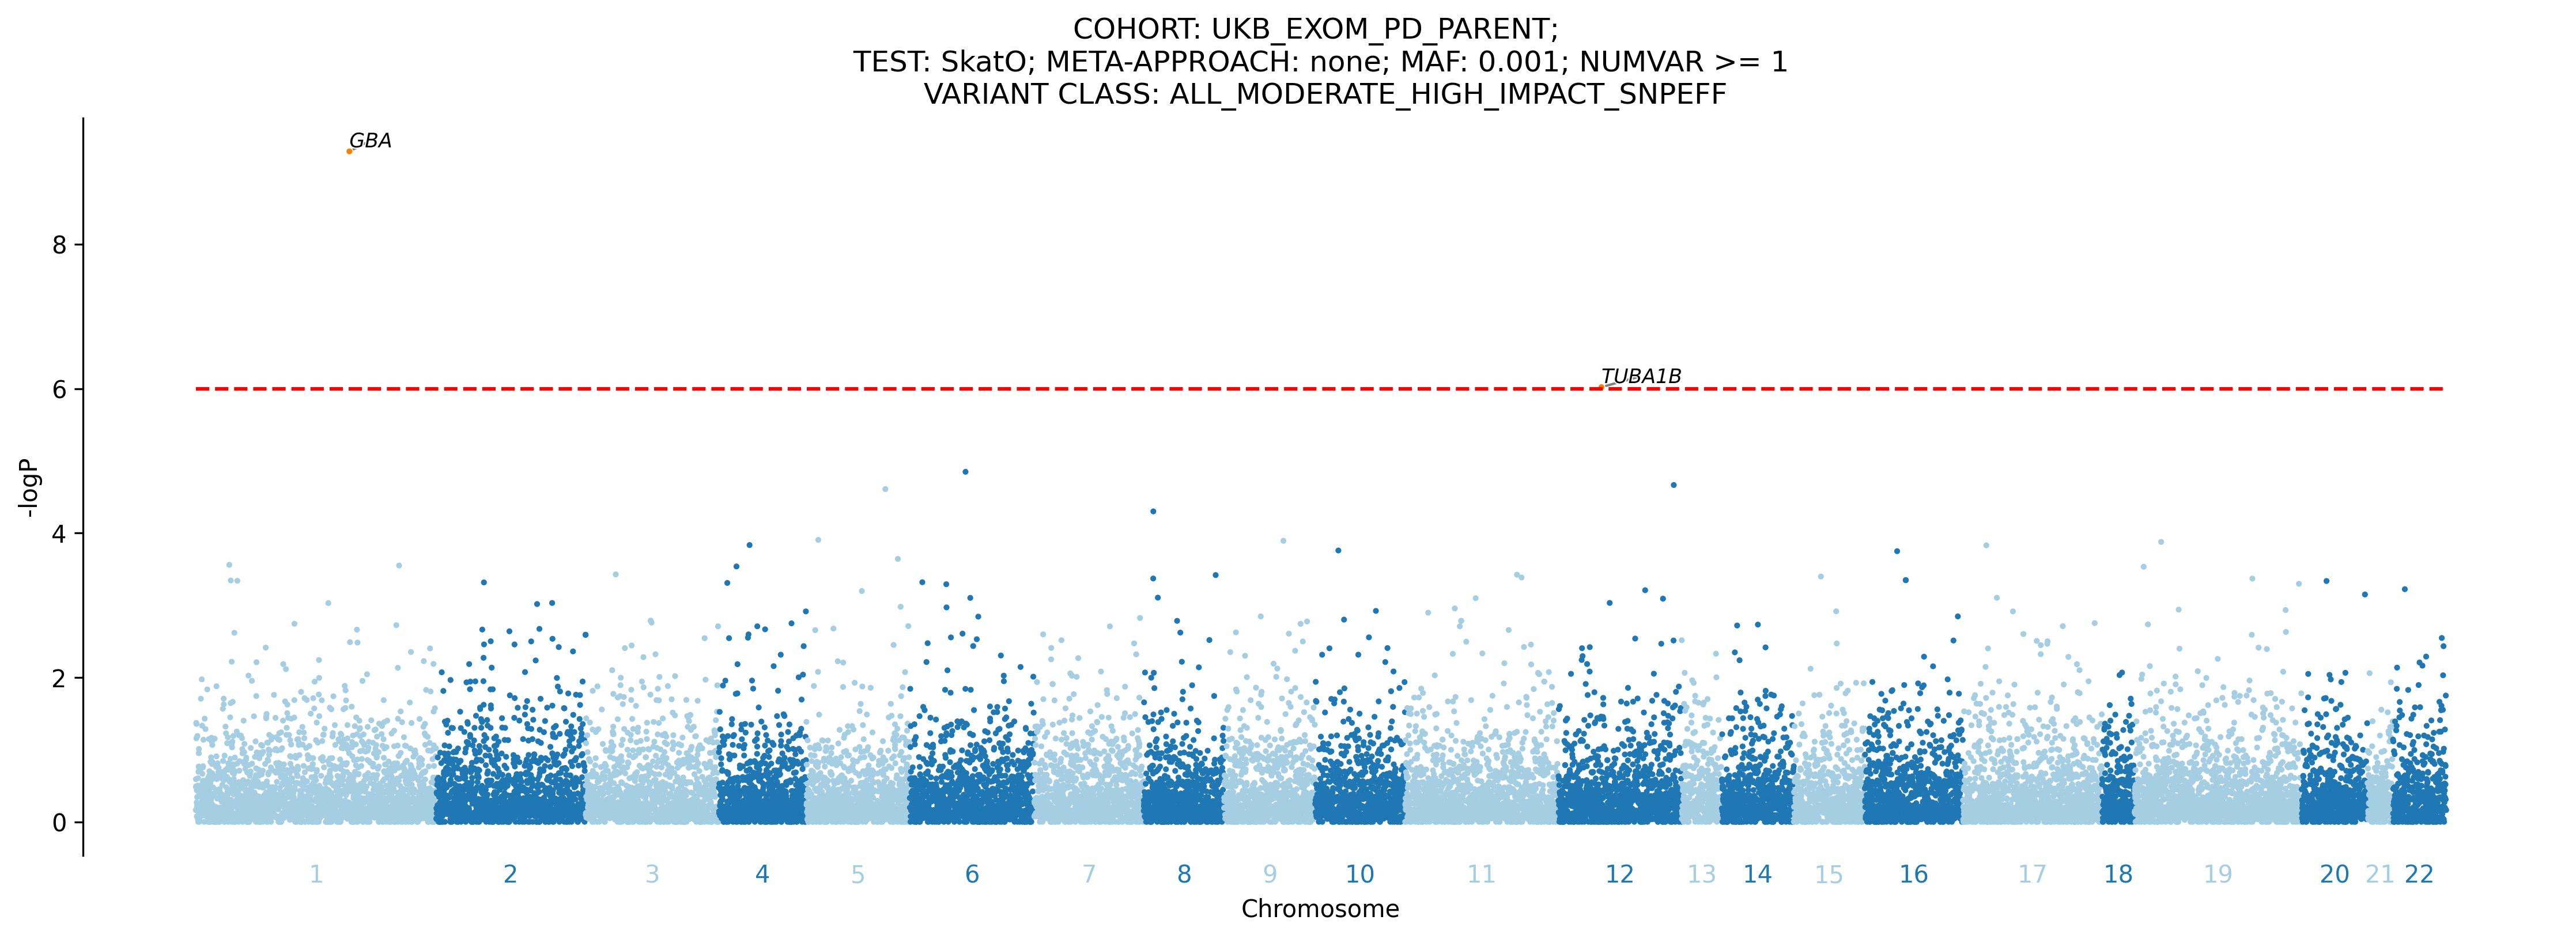 COHORT: UKB_EXOM_PD_PARENT;
TEST: SkatO; META-APPROACH: none; MAF: 0.001; NUMVAR >= 1
VARIANT CLASS: ALL_MODERATE_HIGH_IMPACT_SNPEFF
GBA
8
TUBA1B
6
-logP
4
2
0
1 2 3 4 5 6 7 8 9 10 11 12 13 14 15 16 17 18 19 20 21 22
Chromosome